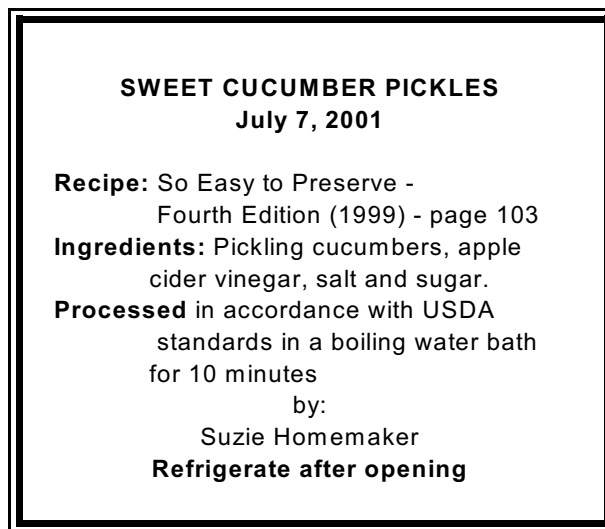 SWEET CUCUMBER PICKLES
July 7, 2001
Recipe: So Easy to Preserve -
Fourth Edition (1999) - page 103
Ingredients: Pickling cucumbers, apple
cider vinegar, salt and sugar.
Processed in accordance with USDA
standards in a boiling water bath
for 10 minutes
by:
Suzie Homemaker
Refrigerate after opening